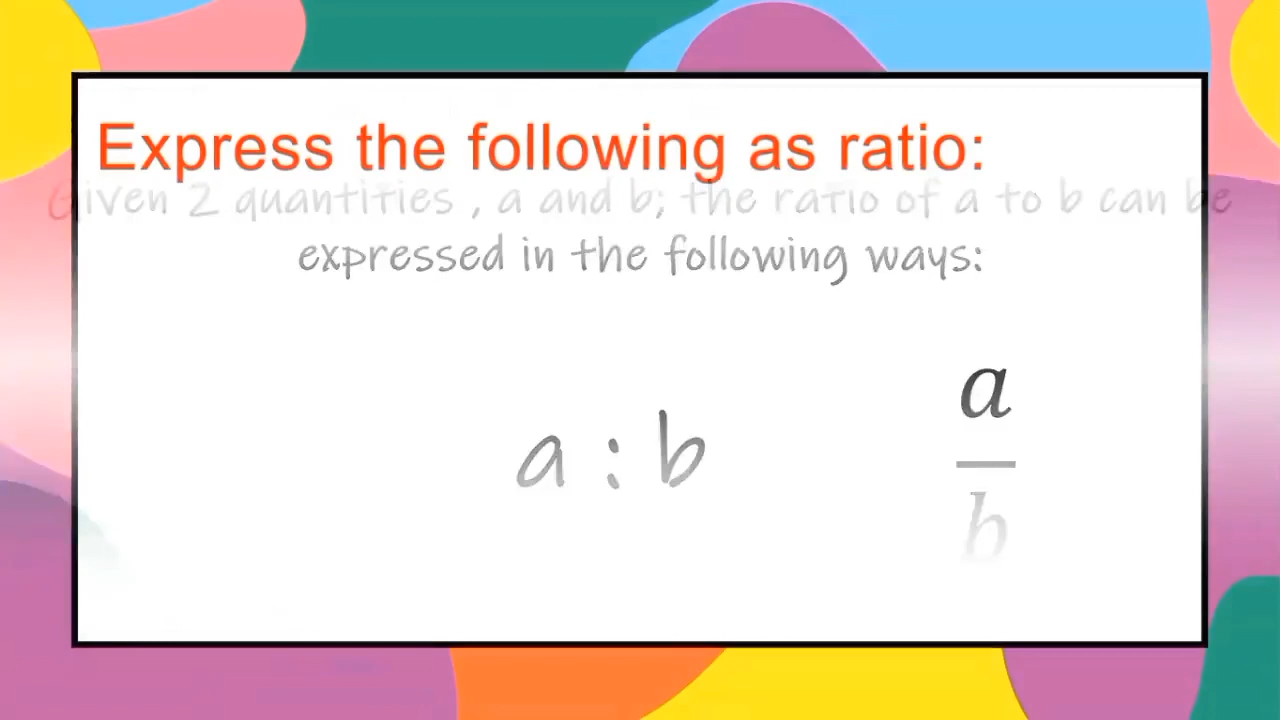 Express the following as ratio:
Given 2 quantities , a and b; the ratio of a to b can be
expressed in the following ways:
a : b
a
b